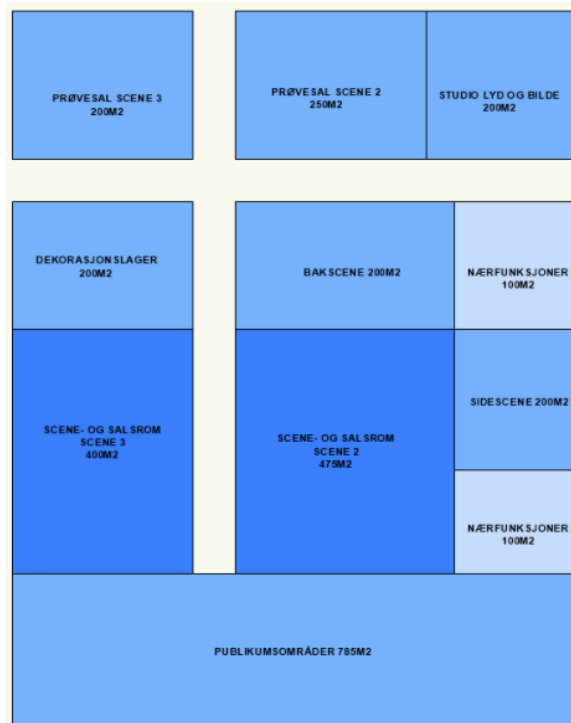 PRØVESAL SCENE 3
200M2
PRØVESAL SCENE 2
250M2
STUDIO LYD OG BILDE
200M2
DEKORASJONSLAGER
200M2
BAKSCENE 200M2
NÆRFUNKSJONER
100M2
SCENE- OG SALSROM
SCENE 3
400M2
SCENE- OG SALSROM
SCENE 2
475M2
SIDESCENE 200M2
NÆRFUNKSJONER
100M2
PUBLIKUMSOMRÅDER 785M2